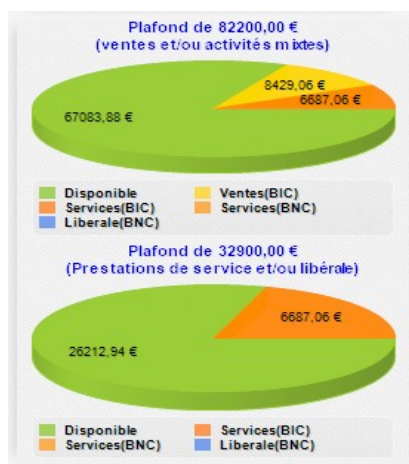 Plafond de 82200,00 €
(ventes et/ou activités mixtes)
8429,06 €
6687,06 €
67083,88 €
Disponible Ventes(BIC)
Services(BIC) Services(BNC)
Liberale(BNC)
Plafond de 32900,00 €
(Prestations de service et/ou libérale)
6687,06 €
26212,94 €
Disponible Services(BIC)
Services(BNC) Liberale(BNC)